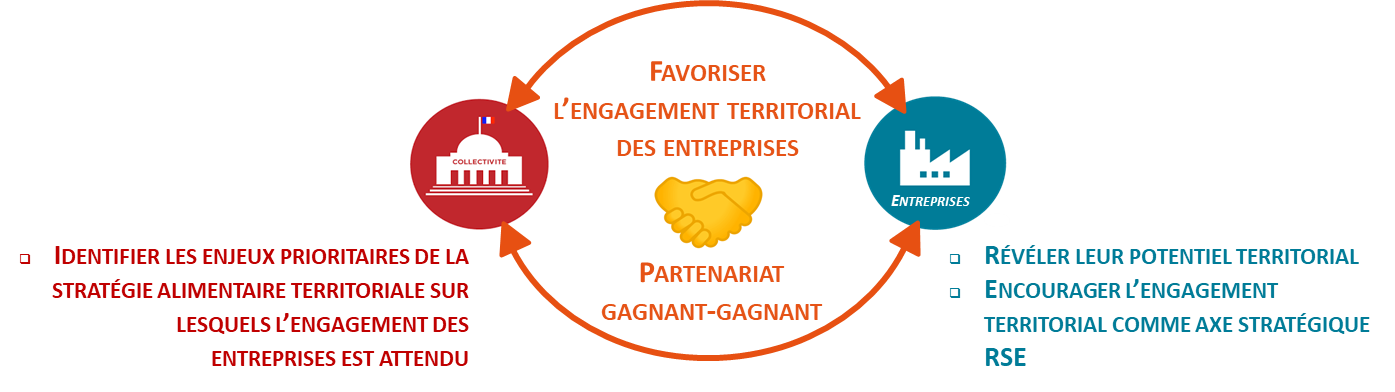 FAVORISER
L'ENGAGEMENT TERRITORIAL
DES ENTREPRISES
COLLECTIVITE
ENTREPRISES
PARTENARIAT
GAGNANT-GAGNANT
IDENTIFIER LES ENJEUX PRIORITAIRES DE LA
STRATÉGIE ALIMENTAIRE TERRITORIALE SUR
LESQUELS L'ENGAGEMENT DES
ENTREPRISES EST ATTENDU
RÉVÉLER LEUR POTENTIEL TERRITORIAL
ENCOURAGER L'ENGAGEMENT
TERRITORIAL COMME AXE STRATÉGIQUE
RSE